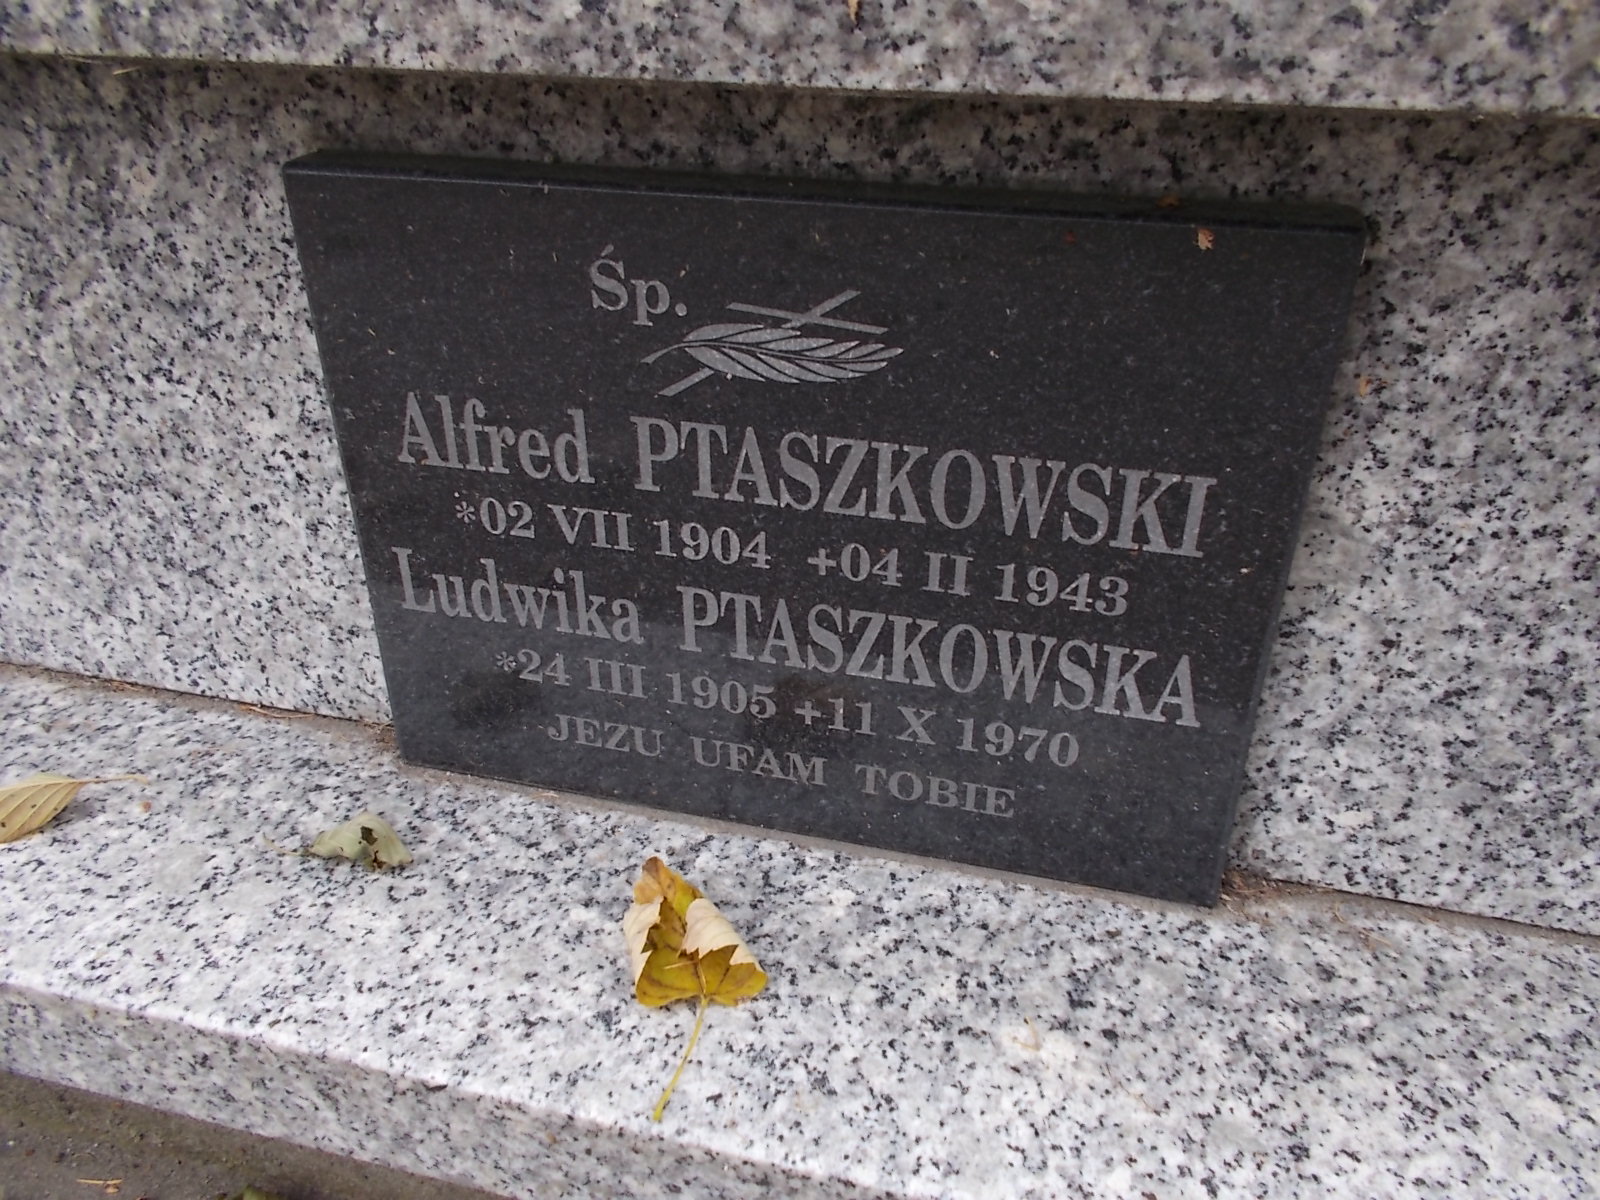 Śp.
Alfred PTASZKOWSKI
*02 VII 1904 +04 II 1943
Ludwika PTASZKOWSKA
*24 III 1905 +11 X 1970
JEZU UFAM TOBIE